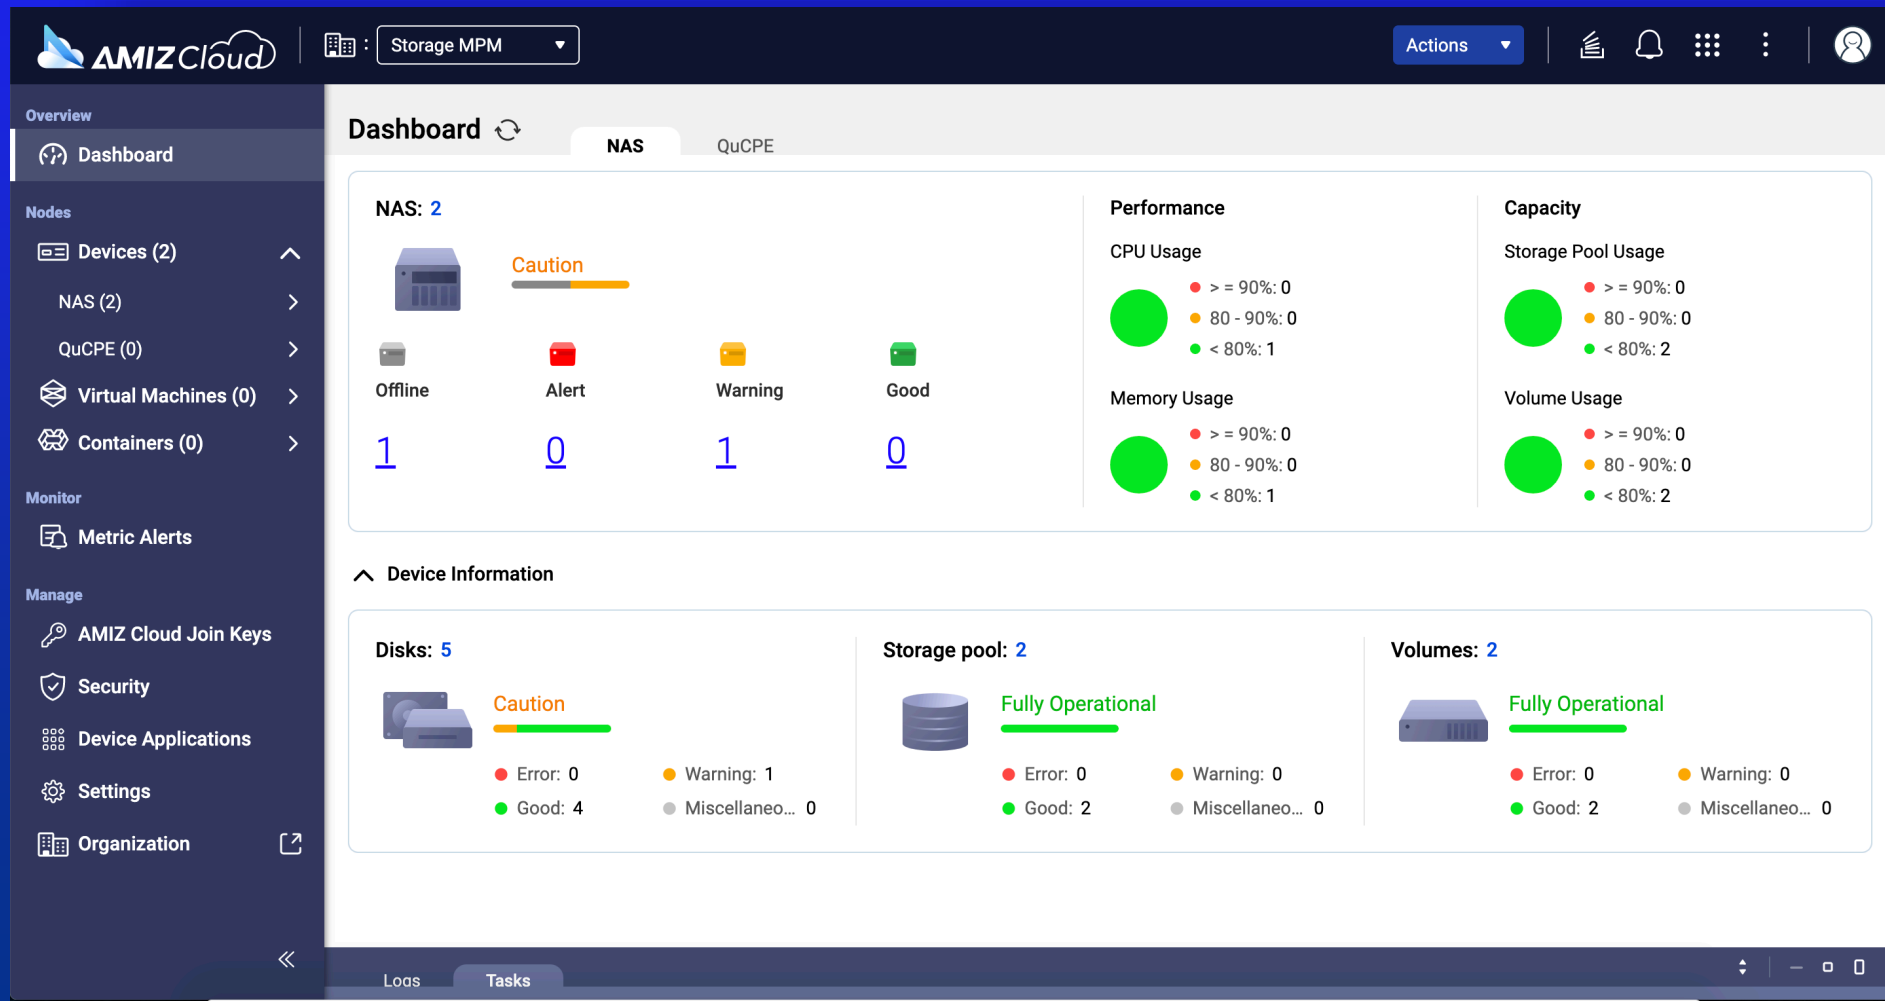 AMIZCloud
: Storage MPM
Actions
Overview
Dashboard
Nodes
Devices (2)
NAS (2)
QuCPE (0)
Virtual Machines (0)
Containers (0)
Monitor
Metric Alerts
Manage
AMIZ Cloud Join Keys
Security
Device Applications
Settings
Organization
Dashboard
NAS
QuCPE
NAS: 2
Caution
Offline
1
Alert
0
Warning
1
Good
0
Performance
CPU Usage
> = 90%: 0
80 - 90%: 0
< 80%: 1
Memory Usage
> = 90%: 0
80 - 90%: 0
< 80%: 1
Capacity
Storage Pool Usage
> = 90%: 0
80 - 90%: 0
< 80%: 2
Volume Usage
> = 90%: 0
80 - 90%: 0
< 80%: 2
Device Information
Disks: 5
Caution
Error: 0
Warning: 1
Good: 4
Miscellaneo... 0
Storage pool: 2
Fully Operational
Error: 0
Warning: 0
Good: 2
Miscellaneo... 0
Volumes: 2
Fully Operational
Error: 0
Warning: 0
Good: 2
Miscellaneo... 0
Logs
Tasks